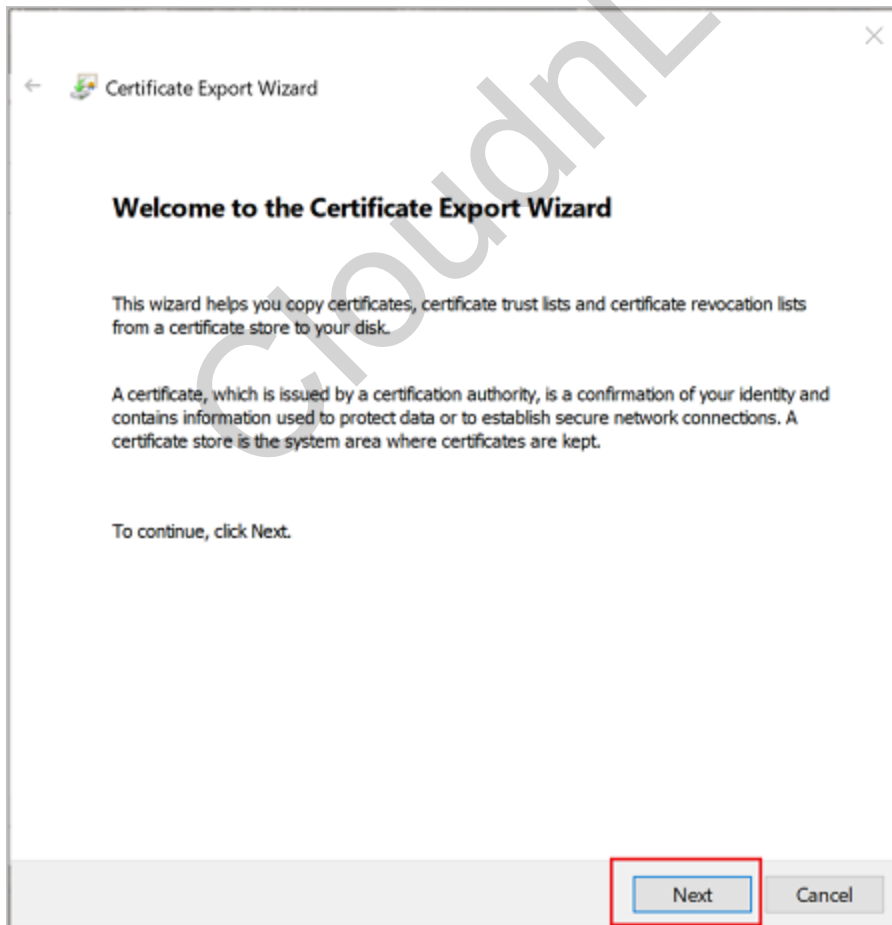 Certificate Export Wizard
Welcome to the Certificate Export Wizard
This wizard helps you copy certificates, certificate trust lists and certificate revocation lists
from a certificate store to your disk.
A certificate, which is issued by a certification authority, is a confirmation of your identity and
contains information used to protect data or to establish secure network connections. A
certificate store is the system area where certificates are kept.
To continue, click Next.
Next Cancel